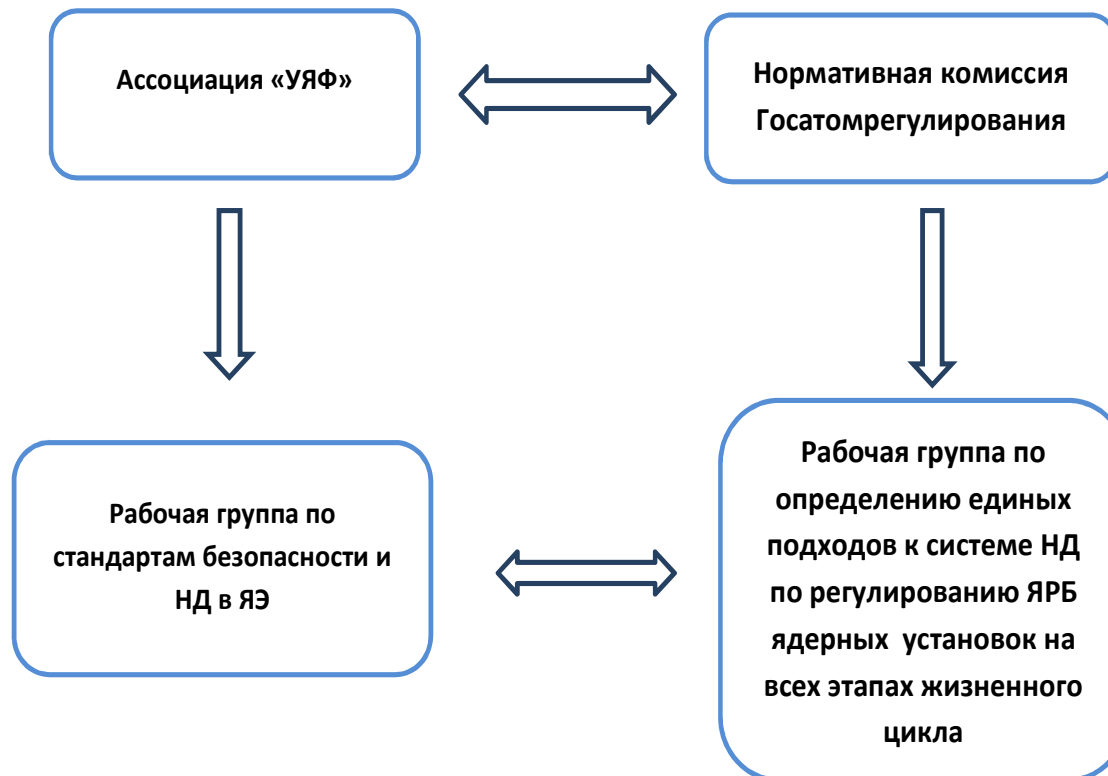 Ассоциация «УЯФ»
Нормативная комиссия
Госатомрегулирования
Рабочая группа по
стандартам безопасности и
НД в ЯЭ
Рабочая группа по
определению единых
подходов к системе НД
по регулированию ЯРБ
ядерных установок на
всех этапах жизненного
цикла